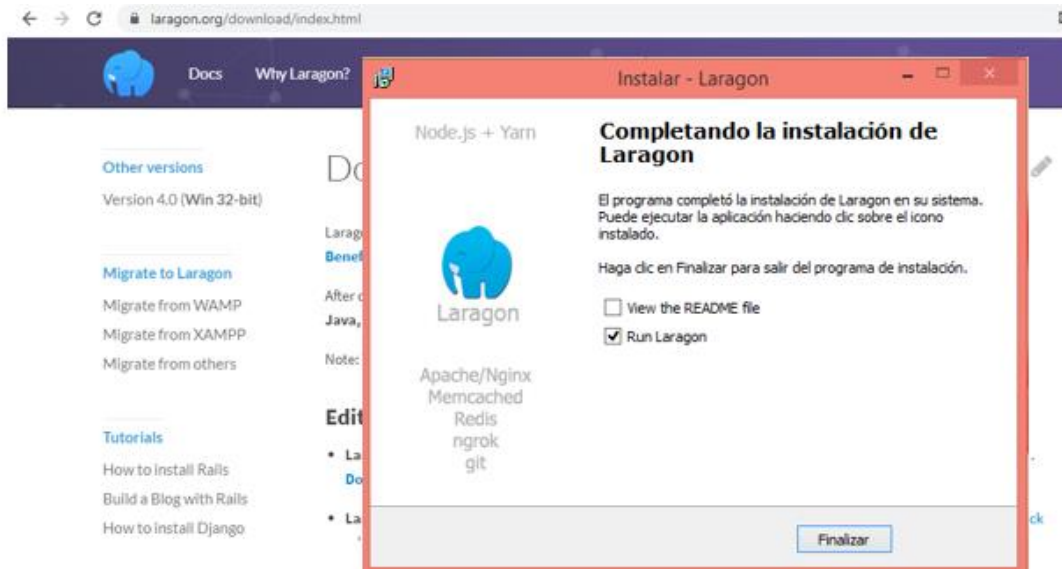 laragon.org/download/index.html
Docs
Why Laragon?
Instalar - Laragon
Other versions
Version 4.0 (Win 32-bit)
Migrate to Laragon
Migrate from WAMP
Migrate from XAMPP
Migrate from others
Tutorials
How to install Rails
Build a Blog with Rails
How to install Django
Java,
Note:
Node.js + Yarn
Laragon
Apache/Nginx
Memcached
Redis
ngrok
git
Completando la instalación de
Laragon
El programa completó la instalación de Laragon en su sistema.
Puede ejecutar la aplicación haciendo clic sobre el icono
instalado.
Haga clic en Finalizar para salir del programa de instalación.
View the README file
Run Laragon
Finalizar